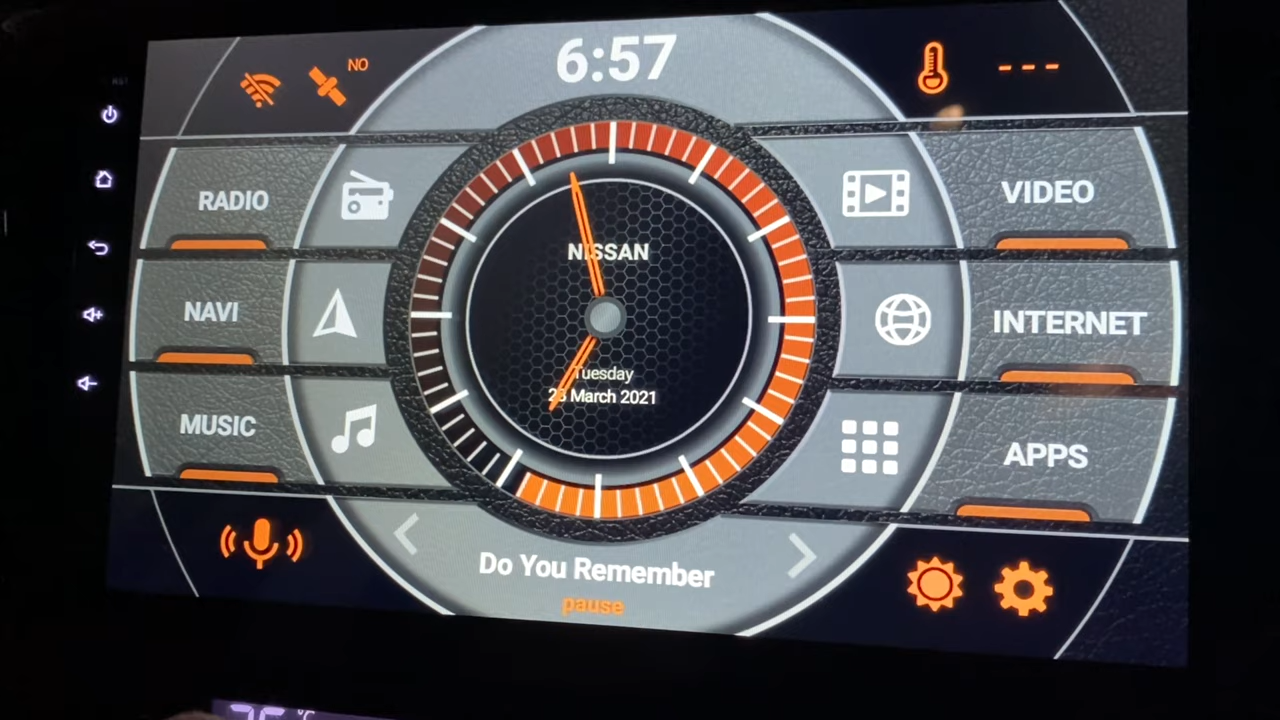 6:57
NO
- - -
RADIO
VIDEO
NISSAN
NAVI
INTERNET
Tuesday
23 March 2021
MUSIC
APPS
Do You Remember
pause
°C